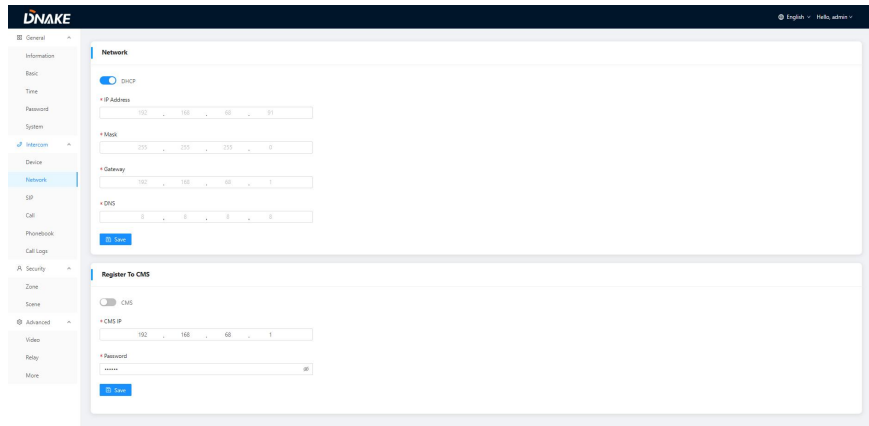 DNAKE
English Hello, admin
General
Information
Basic
Time
Password
System
Intercom
Device
Network
SIP
Call
Phonebook
Call Logs
Security
Zone
Scene
Advanced
Video
Relay
More
Network
DHCP
* IP Address
192 . 168 . 68 . 91
* Mask
255 . 255 . 255 . 0
* Gateway
192 . 168 . 68 . 1
* DNS
0 . 0 . 0 . 0
Save
Register To CMS
CMS
* CMS IP
192 . 168 . 68 . 1
* Password
••••••
Save